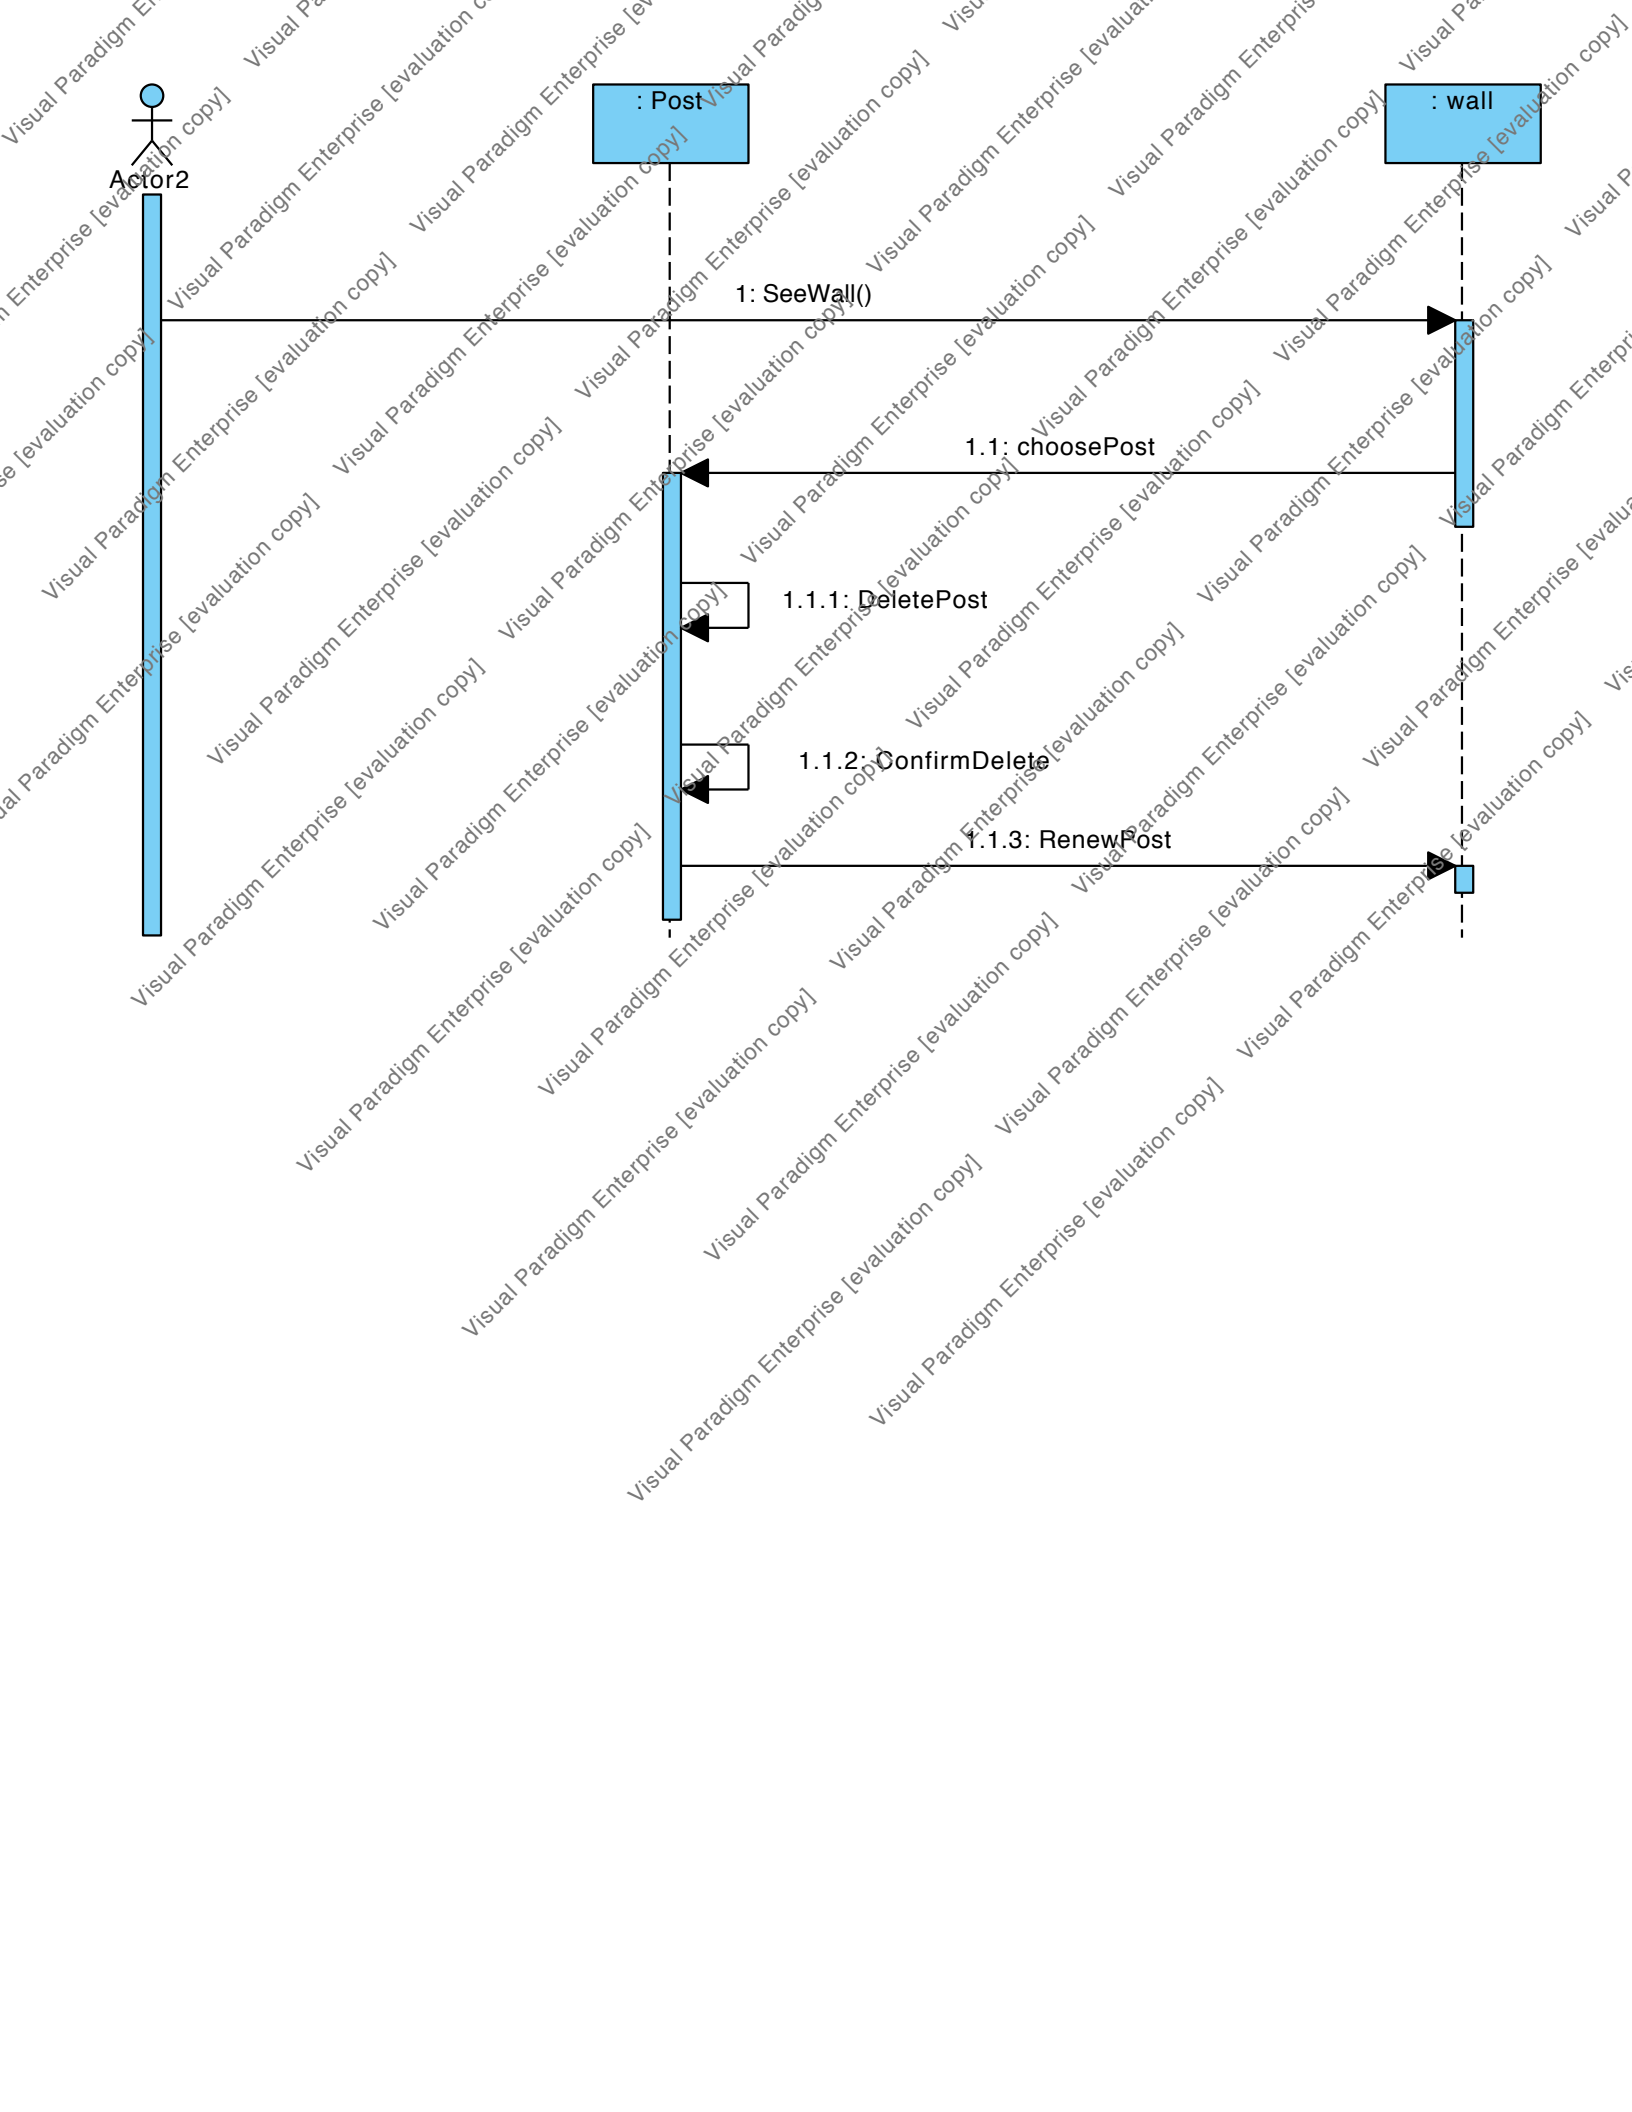 : Post
: wall
Actor2
1: SeeWall()
1.1: choosePost
1.1.1: DeletePost
1.1.2: ConfirmDelete
1.1.3: RenewPost
Visual Paradigm Enterprise [evaluation copy]